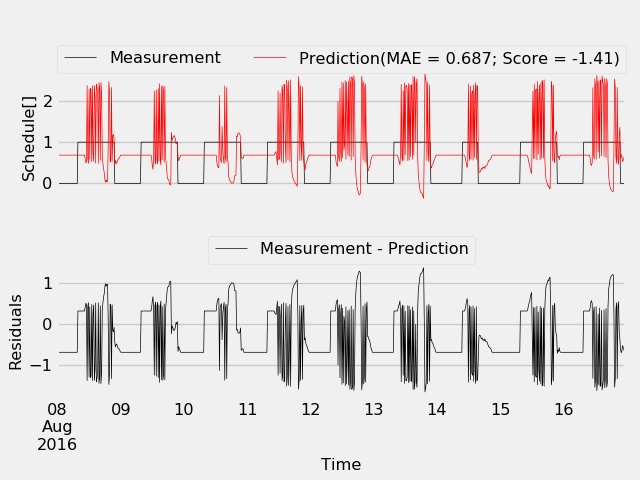 Measurement
Prediction(MAE = 0.687; Score = -1.41)
Schedule[]
2
1
0
Measurement - Prediction
Residuals
1
0
−1
08 09 10 11 12 13 14 15 16
Aug
2016
Time